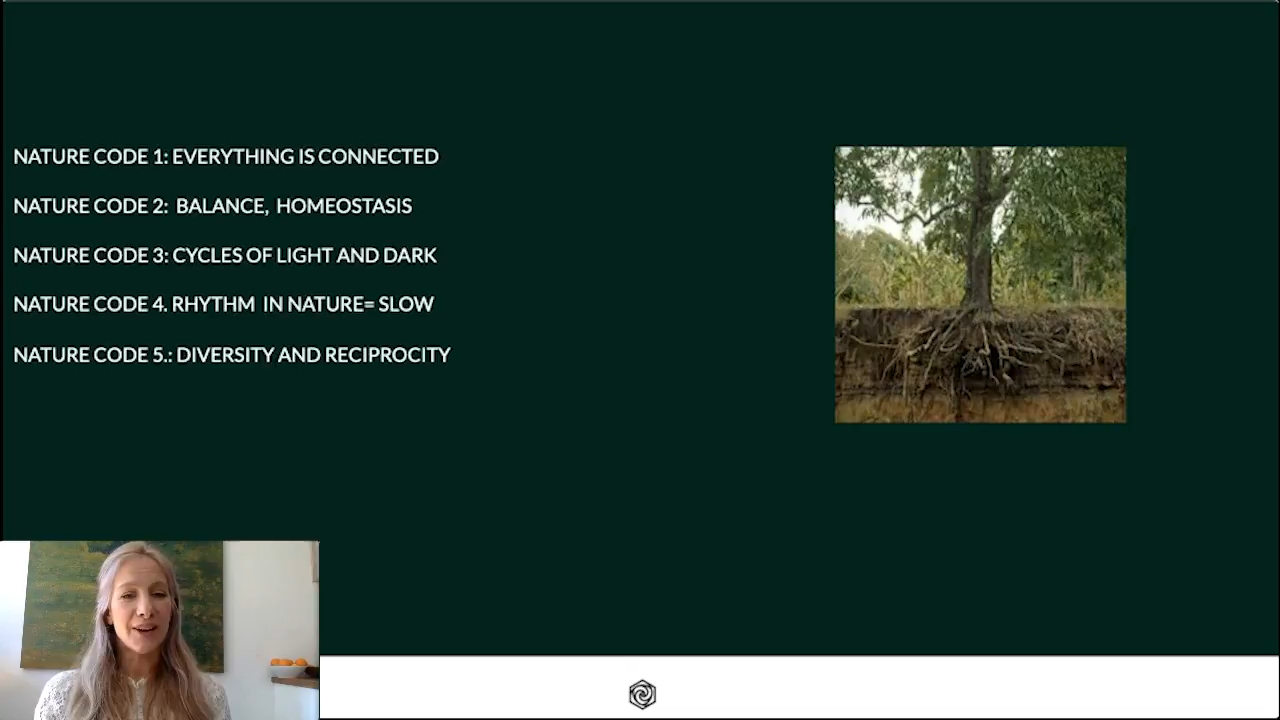 NATURE CODE 1: EVERYTHING IS CONNECTED
NATURE CODE 2:  BALANCE,  HOMEOSTASIS
NATURE CODE 3: CYCLES OF LIGHT AND DARK
NATURE CODE 4. RHYTHM  IN NATURE= SLOW
NATURE CODE 5.: DIVERSITY AND RECIPROCITY